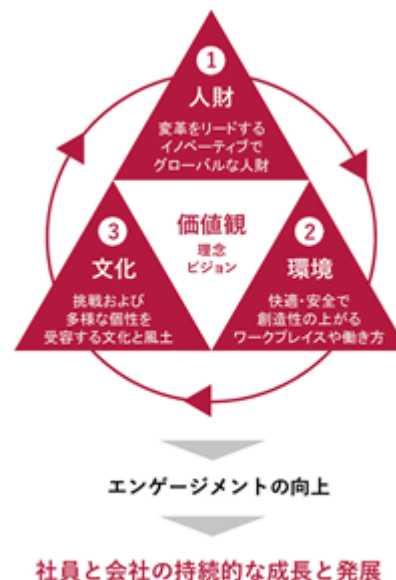 1
人財
変革をリードする
イノベーティブで
グローバルな人財
価値観
理念
ビジョン
3
文化
挑戦および
多様な個性を
受容する文化と風土
2
環境
快適・安全で
創造性の上がる
ワークプレイスや働き方
エンゲージメントの向上
社員と会社の持続的な成長と発展